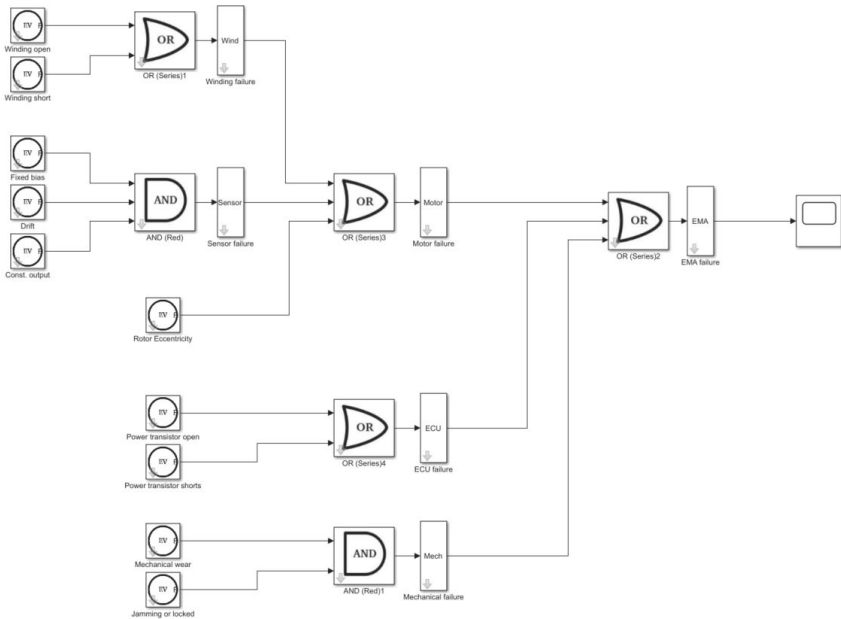 EV F
Winding open
EV F
Winding short
OR
OR (Series)1
Wind
Winding failure
EV F
Fixed bias
EV F
Drift
EV F
Const. output
AND
AND (Red)
Sensor
Sensor failure
EV F
Rotor Eccentricity
OR
OR (Series)3
Motor
Motor failure
OR
OR (Series)2
EMA
EMA failure
EV F
Power transistor open
EV F
Power transistor shorts
OR
OR (Series)4
ECU
ECU failure
EV F
Mechanical wear
EV F
Jamming or locked
AND
AND (Red)1
Mech
Mechanical failure